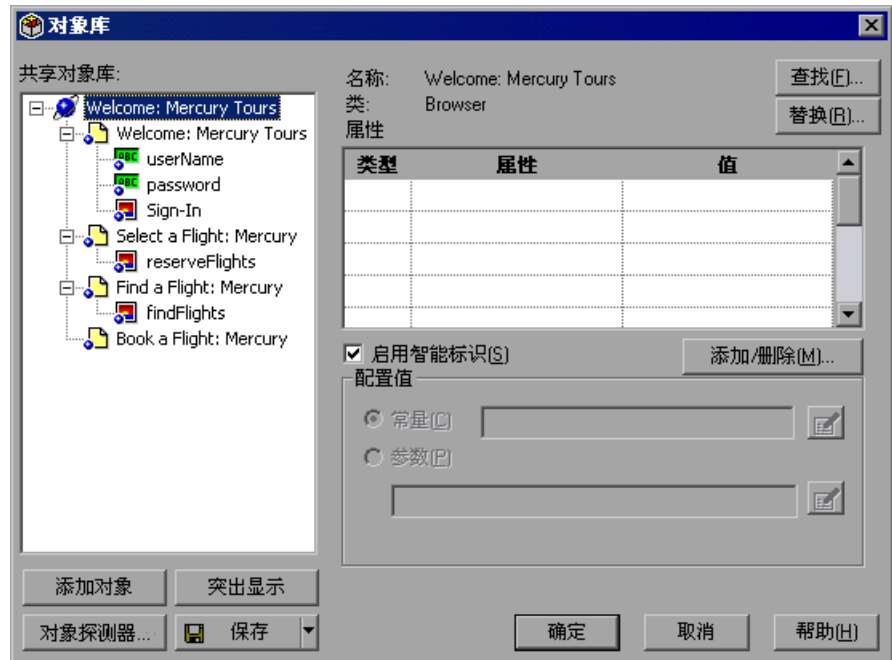 对象库
共享对象库:
Welcome: Mercury Tours
Welcome: Mercury Tours
userName
password
Sign-In
Select a Flight: Mercury
reserveFlights
Find a Flight: Mercury
findFlights
Book a Flight: Mercury
添加对象
突出显示
对象探测器...
保存
名称: Welcome: Mercury Tours
类: Browser
属性
查找(F)...
替换(R)...
类型 属性 值
启用智能标识(S)
添加/删除(M)...
配置值
常量(C)
参数(P)
确定
取消
帮助(H)